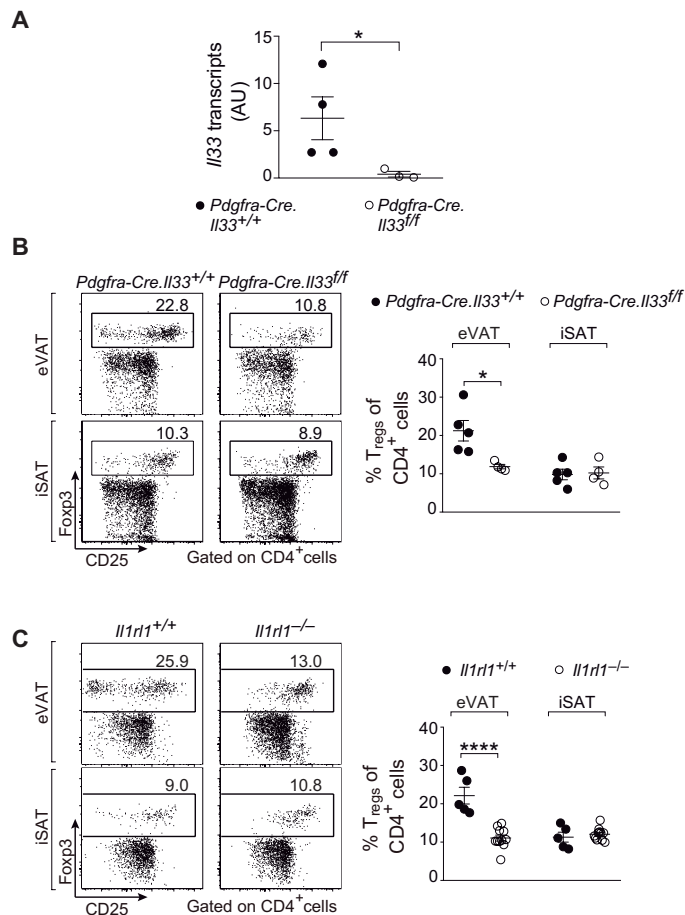 A
Il33 transcripts
(AU)
15
10
5
0
*
Pdgfra-Cre.
Il33+/+
Pdgfra-Cre.
Il33f/f
B
Pdgfra-Cre.Il33+/+ Pdgfra-Cre.Il33f/f
eVAT
22.8
10.8
iSAT
10.3
8.9
Foxp3
CD25
Gated on CD4+cells
Pdgfra-Cre.Il33+/+ Pdgfra-Cre.Il33f/f
eVAT iSAT
% Tregs of
CD4+ cells
40
30
20
10
0
*
C
Il1rl1+/+ Il1rl1–/–
eVAT
25.9
13.0
iSAT
9.0
10.8
Foxp3
CD25
Gated on CD4+cells
Il1rl1+/+ Il1rl1–/–
eVAT iSAT
% Tregs of
CD4+ cells
40
30
20
10
0
****